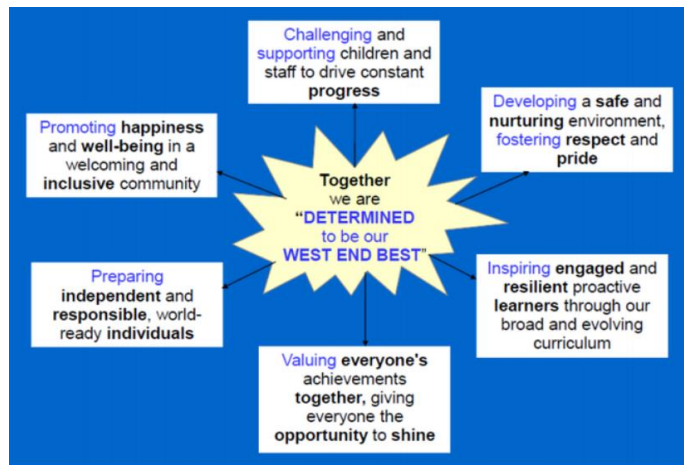 Challenging and
supporting children and
staff to drive constant
progress
Developing a safe and
nurturing environment,
fostering respect and
pride
Promoting happiness
and well-being in a
welcoming and
inclusive community
Together
we are
“DETERMINED
to be our
WEST END BEST”
Preparing
independent and
responsible, world-
ready individuals
Inspiring engaged and
resilient proactive
learners through our
broad and evolving
curriculum
Valuing everyone's
achievements
together, giving
everyone the
opportunity to shine